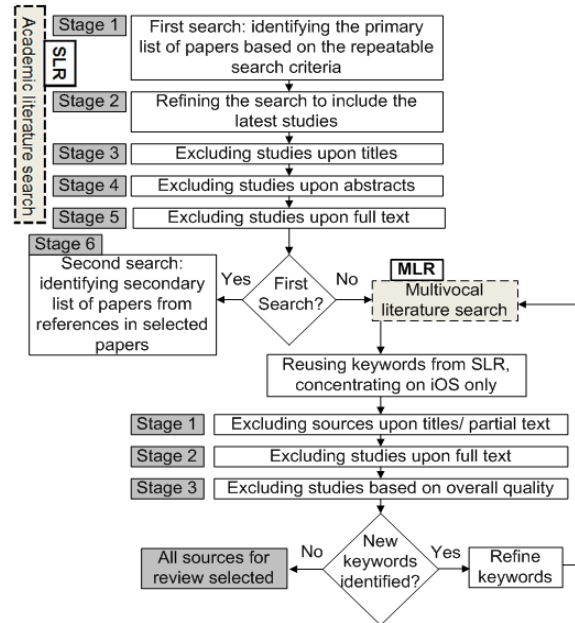 Academic literature search
SLR
Stage 1
First search: identifying the primary
list of papers based on the repeatable
search criteria
Stage 2
Refining the search to include the
latest studies
Stage 3
Excluding studies upon titles
Stage 4
Excluding studies upon abstracts
Stage 5
Excluding studies upon full text
Stage 6
Second search:
identifying secondary
list of papers from
references in selected
papers
Yes
First
Search?
No
MLR
Multivocal
literature search
Reusing keywords from SLR,
concentrating on iOS only
Stage 1
Excluding sources upon titles/ partial text
Stage 2
Excluding studies upon full text
Stage 3
Excluding studies based on overall quality
All sources for
review selected
No
New
keywords
identified?
Yes
Refine
keywords